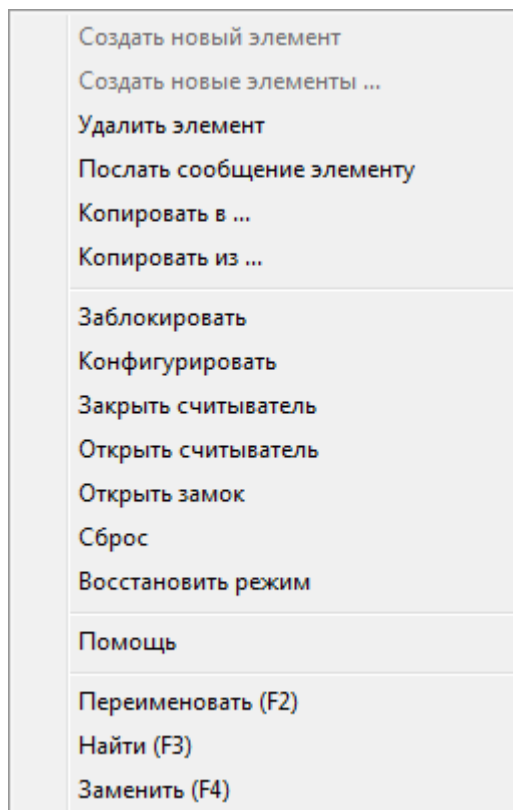 Создать новый элемент
Создать новые элементы ...
Удалить элемент
Послать сообщение элементу
Копировать в ...
Копировать из ...
Заблокировать
Конфигурировать
Закрыть считыватель
Открыть считыватель
Открыть замок
Сброс
Восстановить режим
Помощь
Переименовать (F2)
Найти (F3)
Заменить (F4)